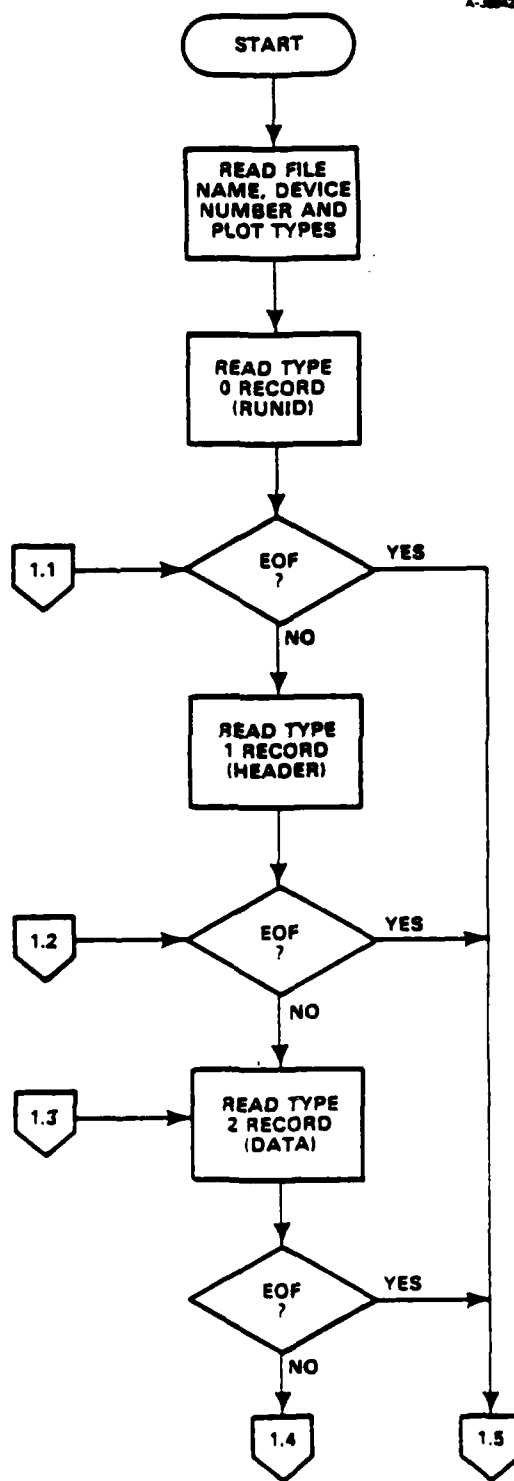 START
READ FILE
NAME, DEVICE
NUMBER AND
PLOT TYPES
READ TYPE
0 RECORD
(RUNID)
1.1
EOF
?
YES
NO
READ TYPE
1 RECORD
(HEADER)
1.2
EOF
?
YES
NO
1.3
READ TYPE
2 RECORD
(DATA)
EOF
?
YES
NO
1.4
1.5